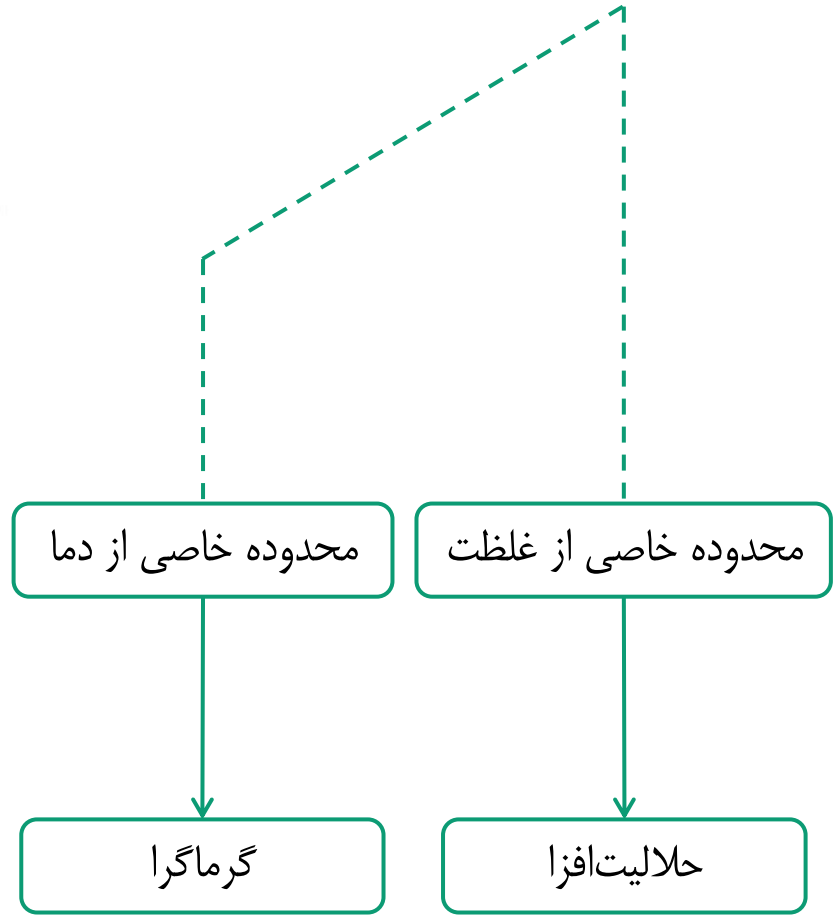 محدوده خاصی از غلظت
محدوده خاصی از دما
حلالیت‌افزا
گرماگرا